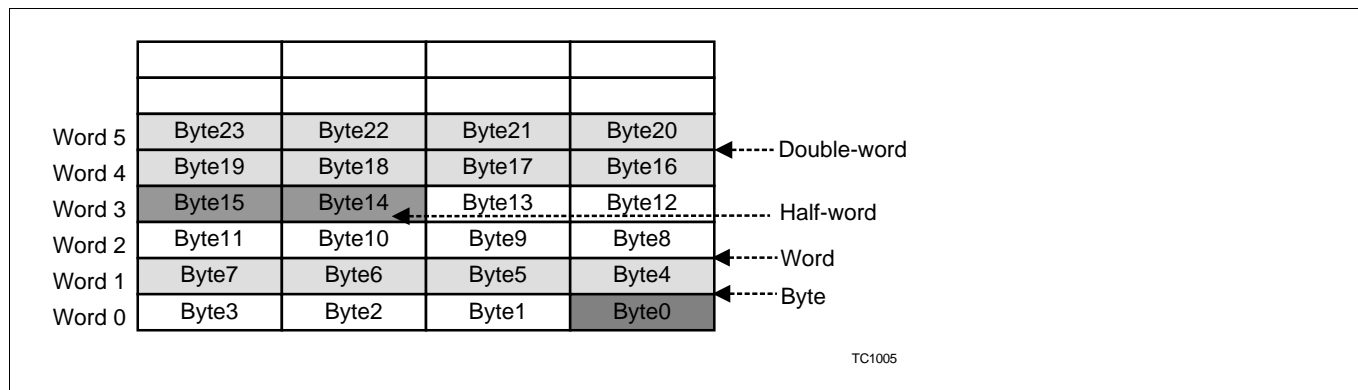 Word 5 Byte23 Byte22 Byte21 Byte20
Double-word
Word 4 Byte19 Byte18 Byte17 Byte16
Word 3 Byte15 Byte14 Byte13 Byte12
Half-word
Word 2 Byte11 Byte10 Byte9 Byte8
Word
Word 1 Byte7 Byte6 Byte5 Byte4
Byte
Word 0 Byte3 Byte2 Byte1 Byte0
TC1005